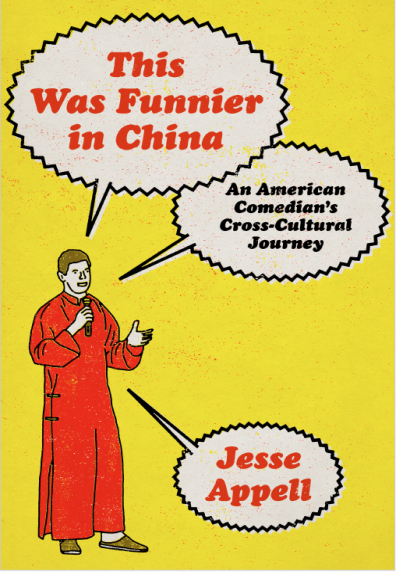 This
Was Funnier
in China
An American
Comedian's
Cross-Cultural
Journey
Jesse
Appell